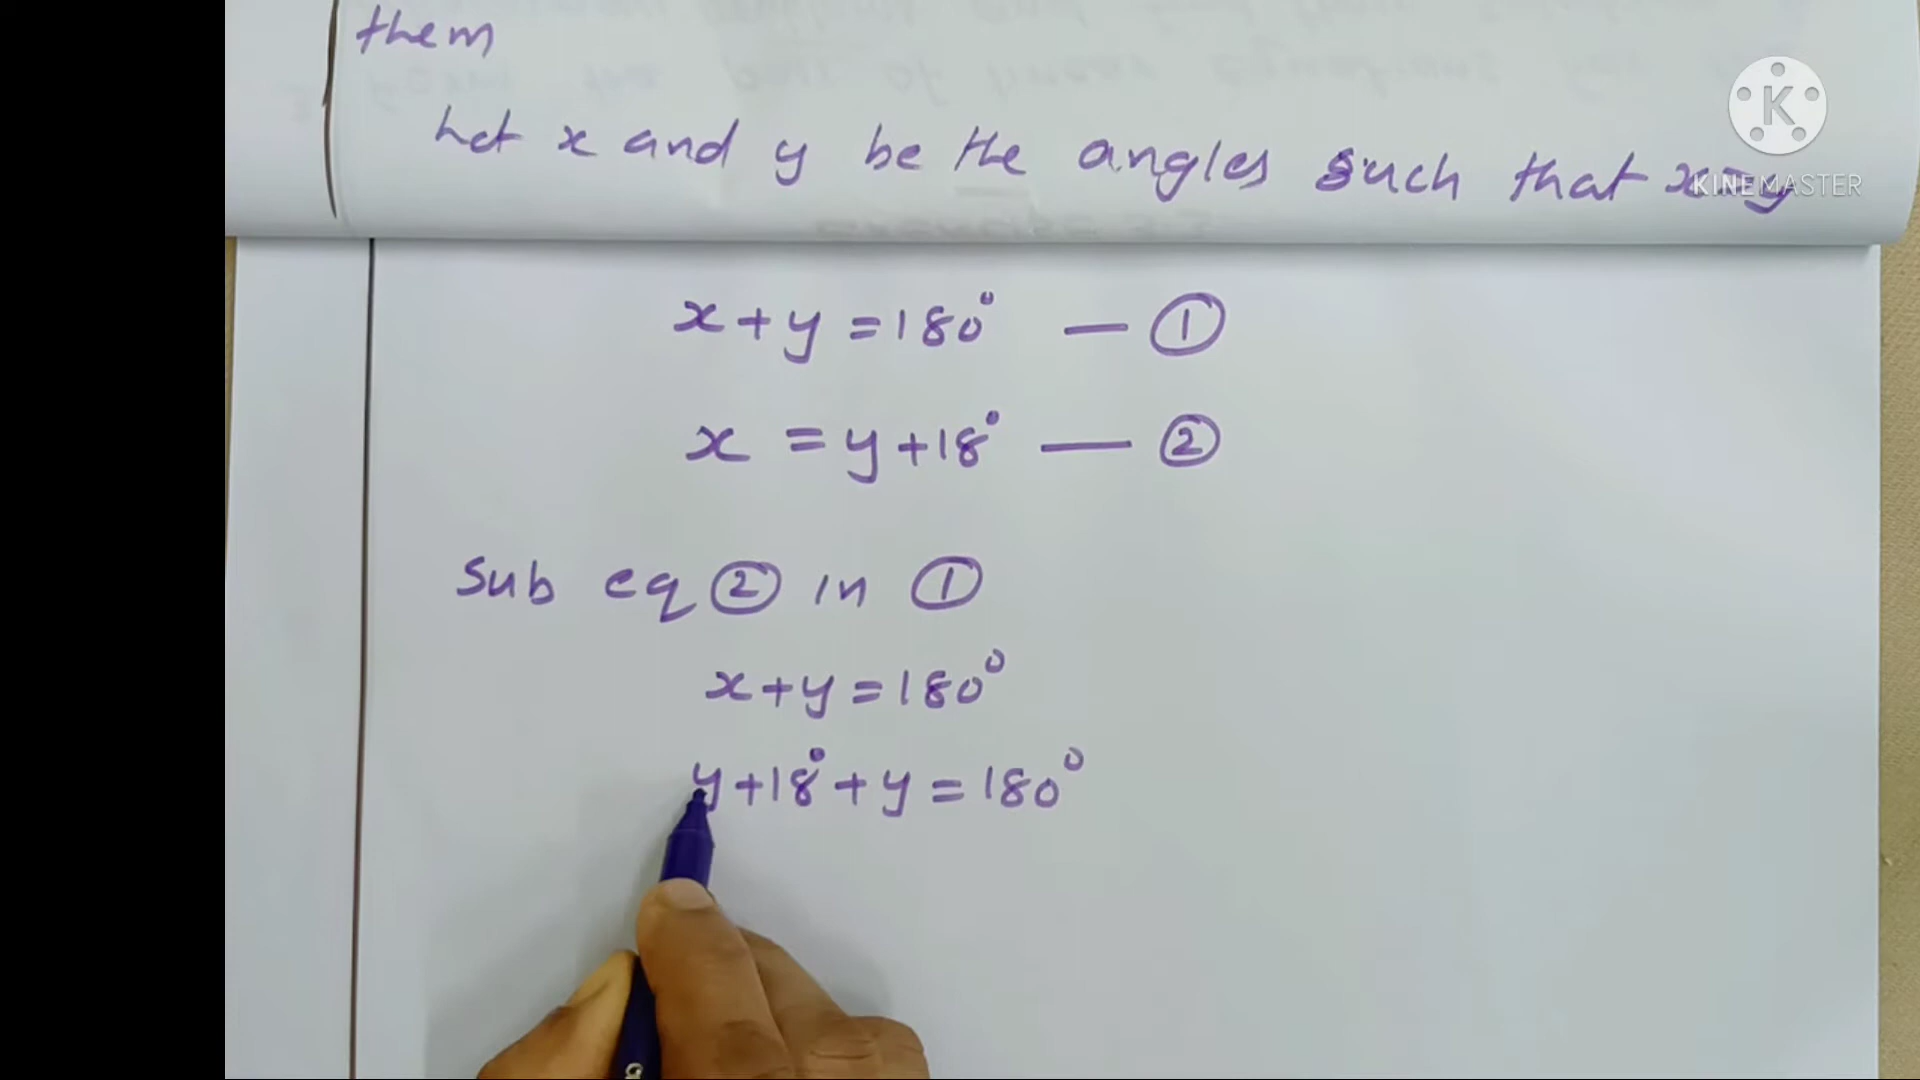 them
Let x and y be the angles such that x=y
K
KINEMASTER
x+y=180° — ①
x = y+18° — ②
Sub eq ② in ①
x+y=180°
y+18°+y=180°